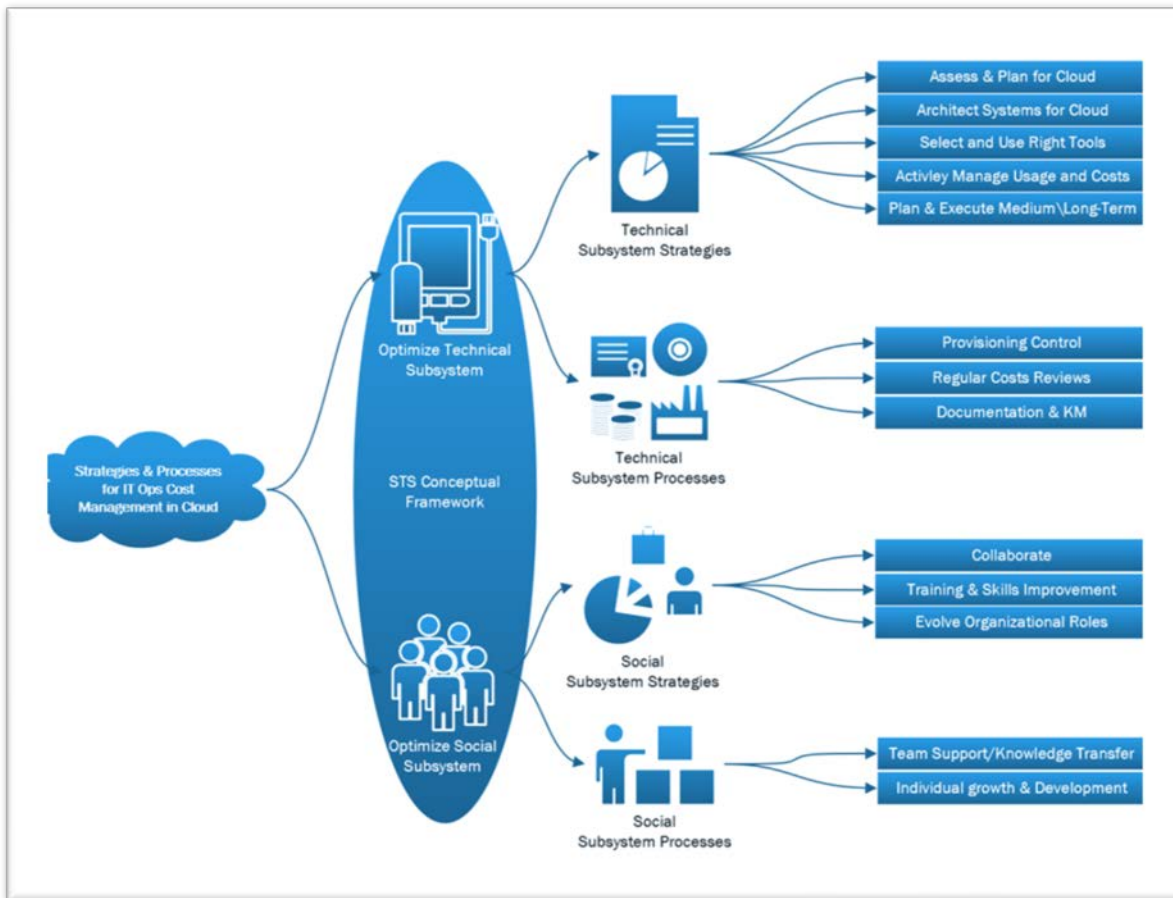 Strategies & Processes
for IT Ops Cost
Management in Cloud
Optimize Technical
Subsystem
STS Conceptual
Framework
Optimize Social
Subsystem
Technical
Subsystem Strategies
Assess & Plan for Cloud
Architect Systems for Cloud
Select and Use Right Tools
Activley Manage Usage and Costs
Plan & Execute Medium\Long-Term
Technical
Subsystem Processes
Provisioning Control
Regular Costs Reviews
Documentation & KM
Social
Subsystem Strategies
Collaborate
Training & Skills Improvement
Evolve Organizational Roles
Social
Subsystem Processes
Team Support/Knowledge Transfer
Individual growth & Development